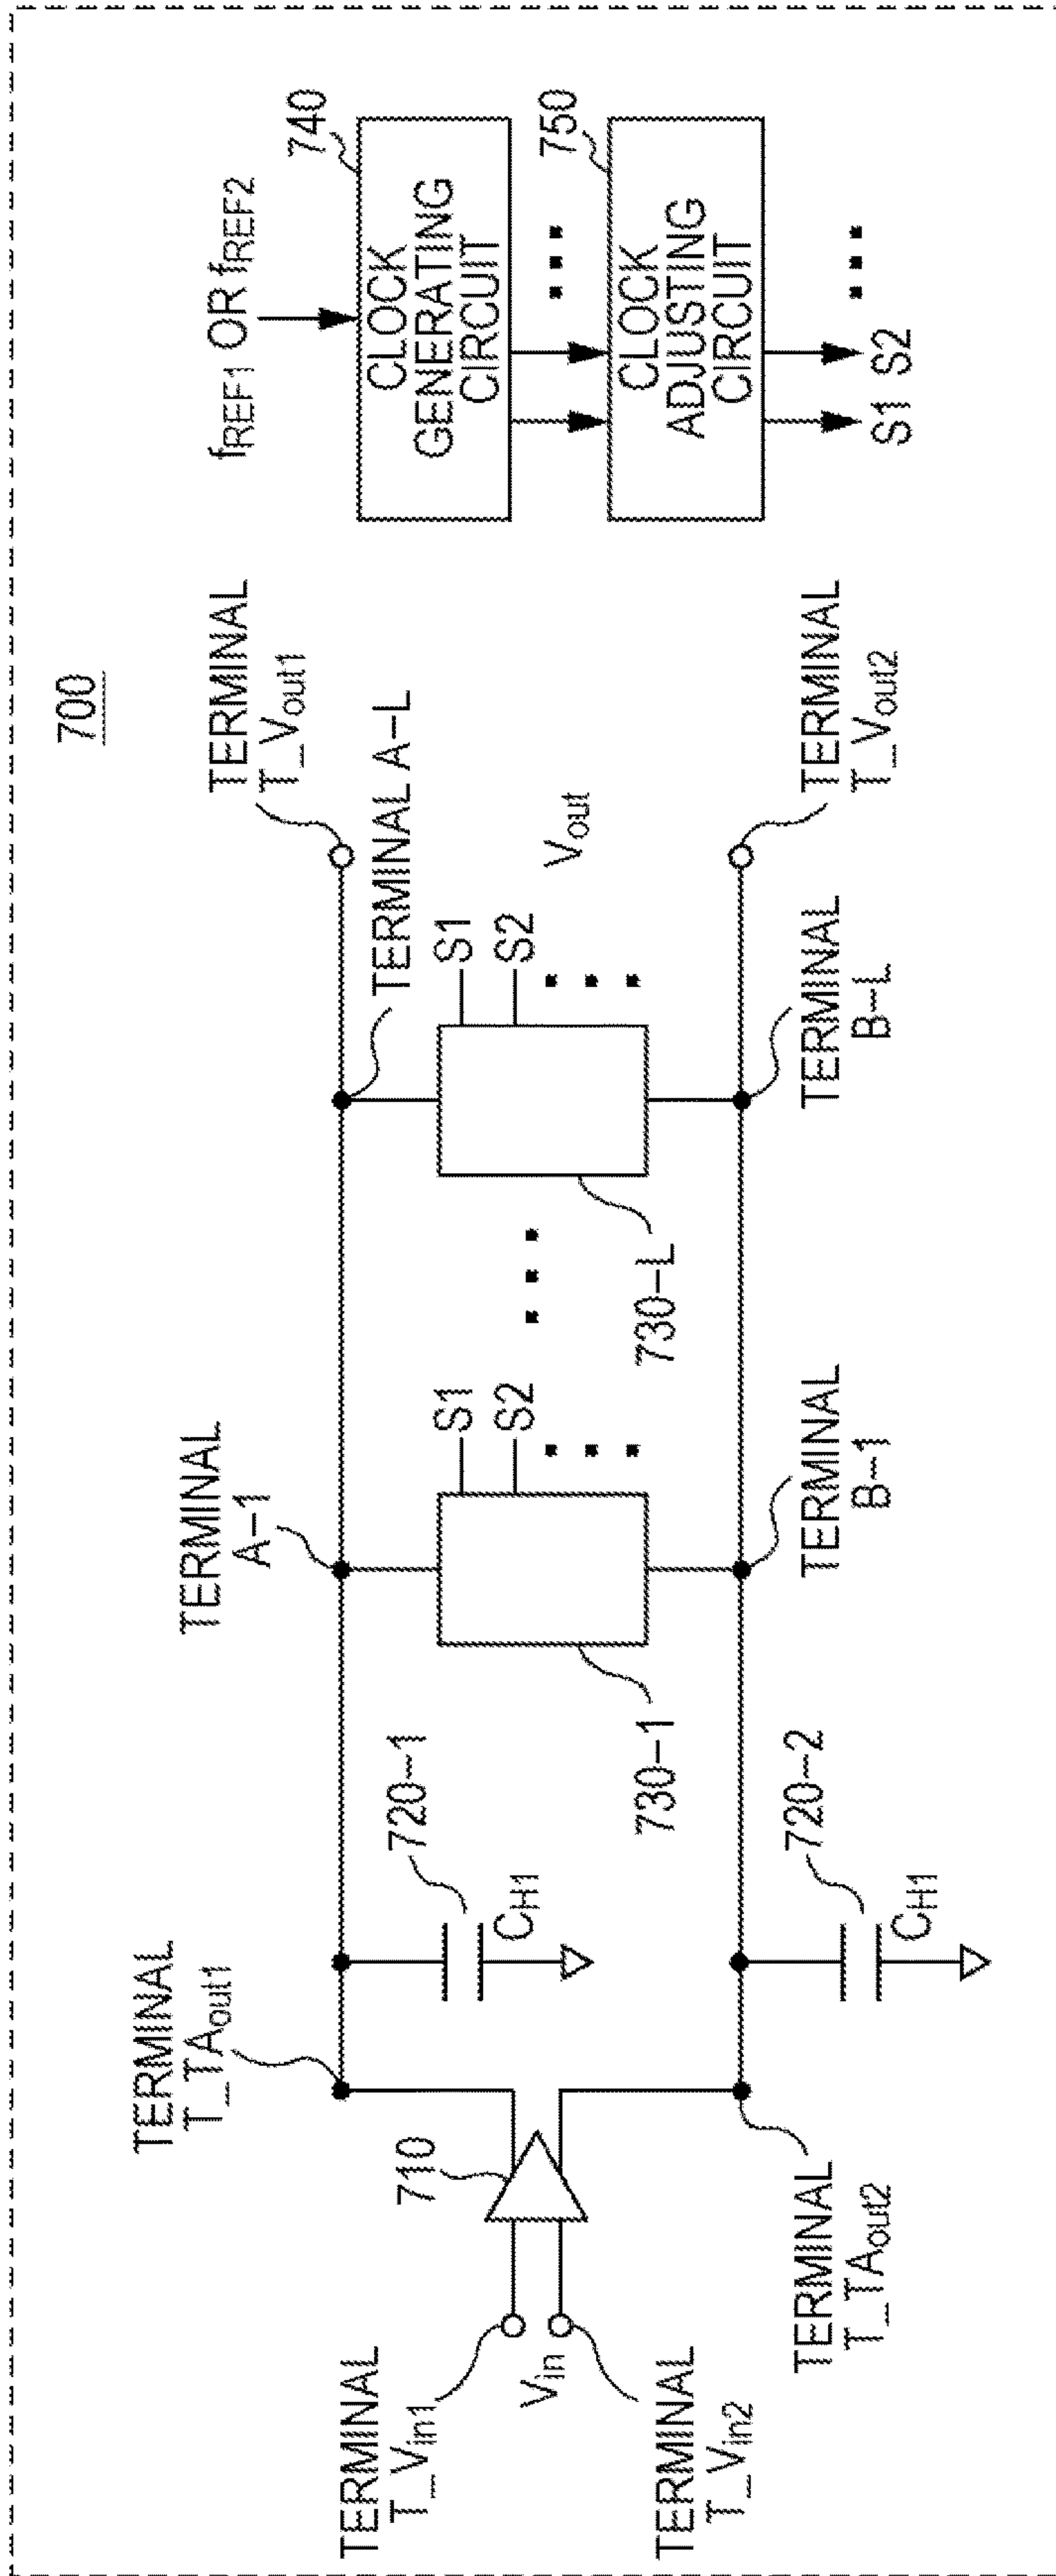 700
TERMINAL
T_Vin1
Vin
TERMINAL
T_Vin2
710
TERMINAL
T_TAout1
TERMINAL
T_TAout2
720-1
CH1
720-2
CH1
TERMINAL
A-1
730-1
S1
S2
TERMINAL
B-1
730-L
S1
S2
TERMINAL A-L
TERMINAL
B-L
TERMINAL
T_Vout1
Vout
TERMINAL
T_Vout2
fREF1 OR fREF2
740
CLOCK
GENERATING
CIRCUIT
750
CLOCK
ADJUSTING
CIRCUIT
S1 S2